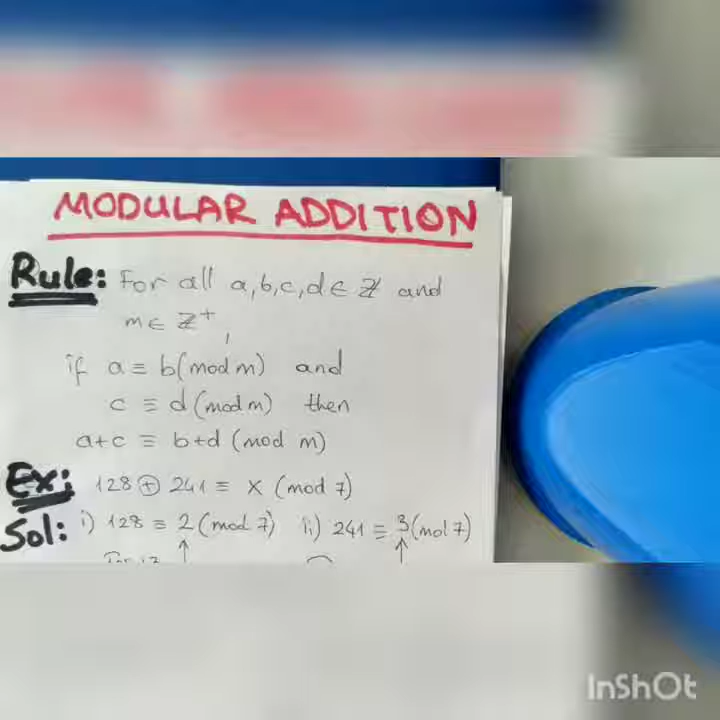 MODULAR ADDITION
Rule: For all a,b,c,d ∈ ℤ and
m ∈ ℤ⁺,
if a ≡ b(mod m) and
c ≡ d(mod m) then
a+c ≡ b+d (mod m)
Ex: 128 ⊕ 241 ≡ x (mod 7)
Sol: i) 128 ≡ 2(mod 7) ii) 241 ≡ 3(mol 7)
↑ ↑
InShOt